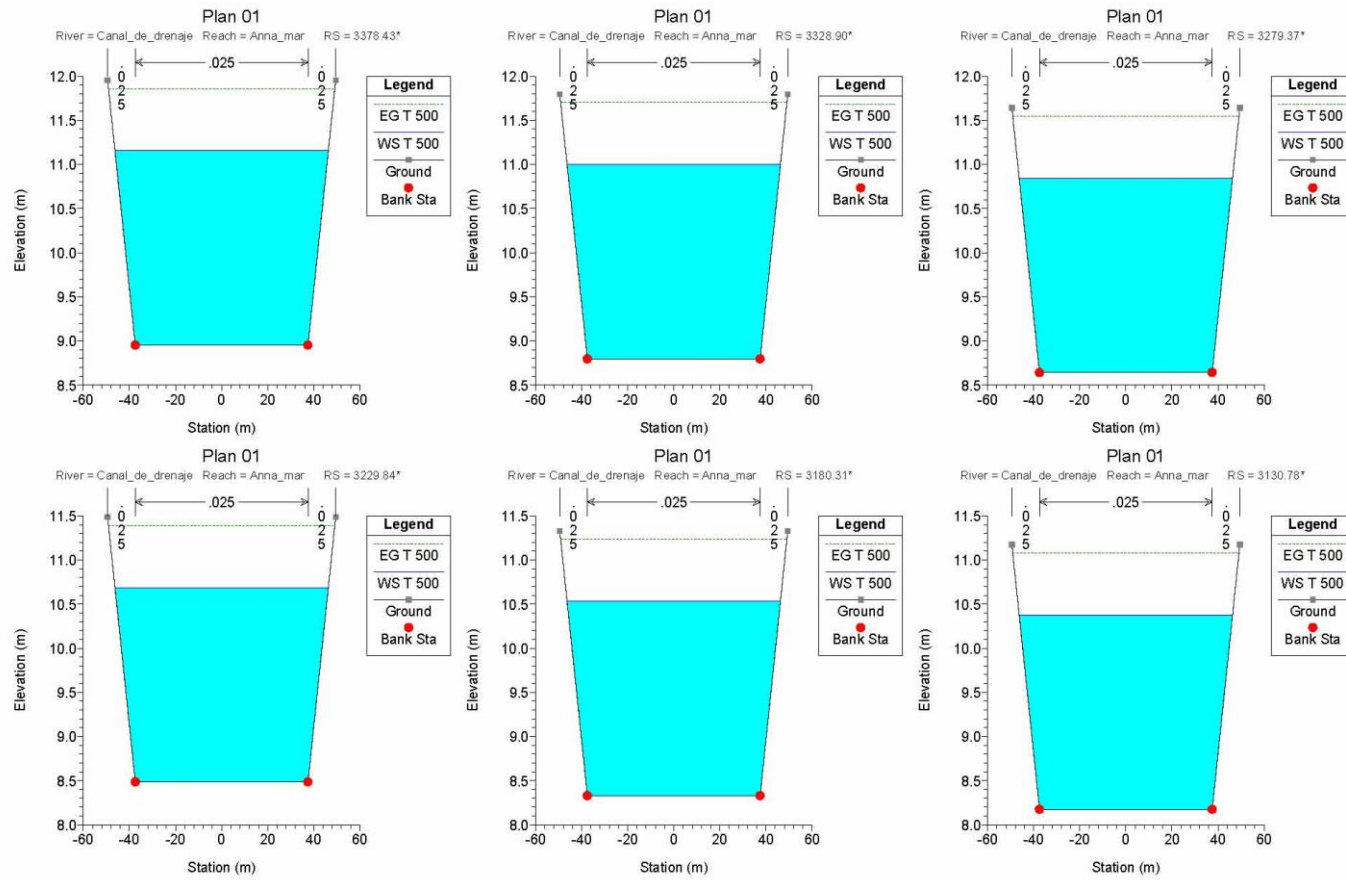 Plan 01
River = Canal_de_drenaje Reach = Anna_mar RS = 3378.43*
.025
.025
.025
12.0
11.5
11.0
10.5
10.0
9.5
9.0
8.5
Elevation (m)
-60 -40 -20 0 20 40 60
Station (m)
Legend
EG T 500
WS T 500
Ground
Bank Sta
Plan 01
River = Canal_de_drenaje Reach = Anna_mar RS = 3328.90*
.025
.025
.025
12.0
11.5
11.0
10.5
10.0
9.5
9.0
8.5
Elevation (m)
-60 -40 -20 0 20 40 60
Station (m)
Legend
EG T 500
WS T 500
Ground
Bank Sta
Plan 01
River = Canal_de_drenaje Reach = Anna_mar RS = 3279.37*
.025
.025
.025
12.0
11.5
11.0
10.5
10.0
9.5
9.0
8.5
Elevation (m)
-60 -40 -20 0 20 40 60
Station (m)
Legend
EG T 500
WS T 500
Ground
Bank Sta
Plan 01
River = Canal_de_drenaje Reach = Anna_mar RS = 3229.84*
.025
.025
.025
11.5
11.0
10.5
10.0
9.5
9.0
8.5
8.0
Elevation (m)
-60 -40 -20 0 20 40 60
Station (m)
Legend
EG T 500
WS T 500
Ground
Bank Sta
Plan 01
River = Canal_de_drenaje Reach = Anna_mar RS = 3180.31*
.025
.025
.025
11.5
11.0
10.5
10.0
9.5
9.0
8.5
8.0
Elevation (m)
-60 -40 -20 0 20 40 60
Station (m)
Legend
EG T 500
WS T 500
Ground
Bank Sta
Plan 01
River = Canal_de_drenaje Reach = Anna_mar RS = 3130.78*
.025
.025
.025
11.5
11.0
10.5
10.0
9.5
9.0
8.5
8.0
Elevation (m)
-60 -40 -20 0 20 40 60
Station (m)
Legend
EG T 500
WS T 500
Ground
Bank Sta